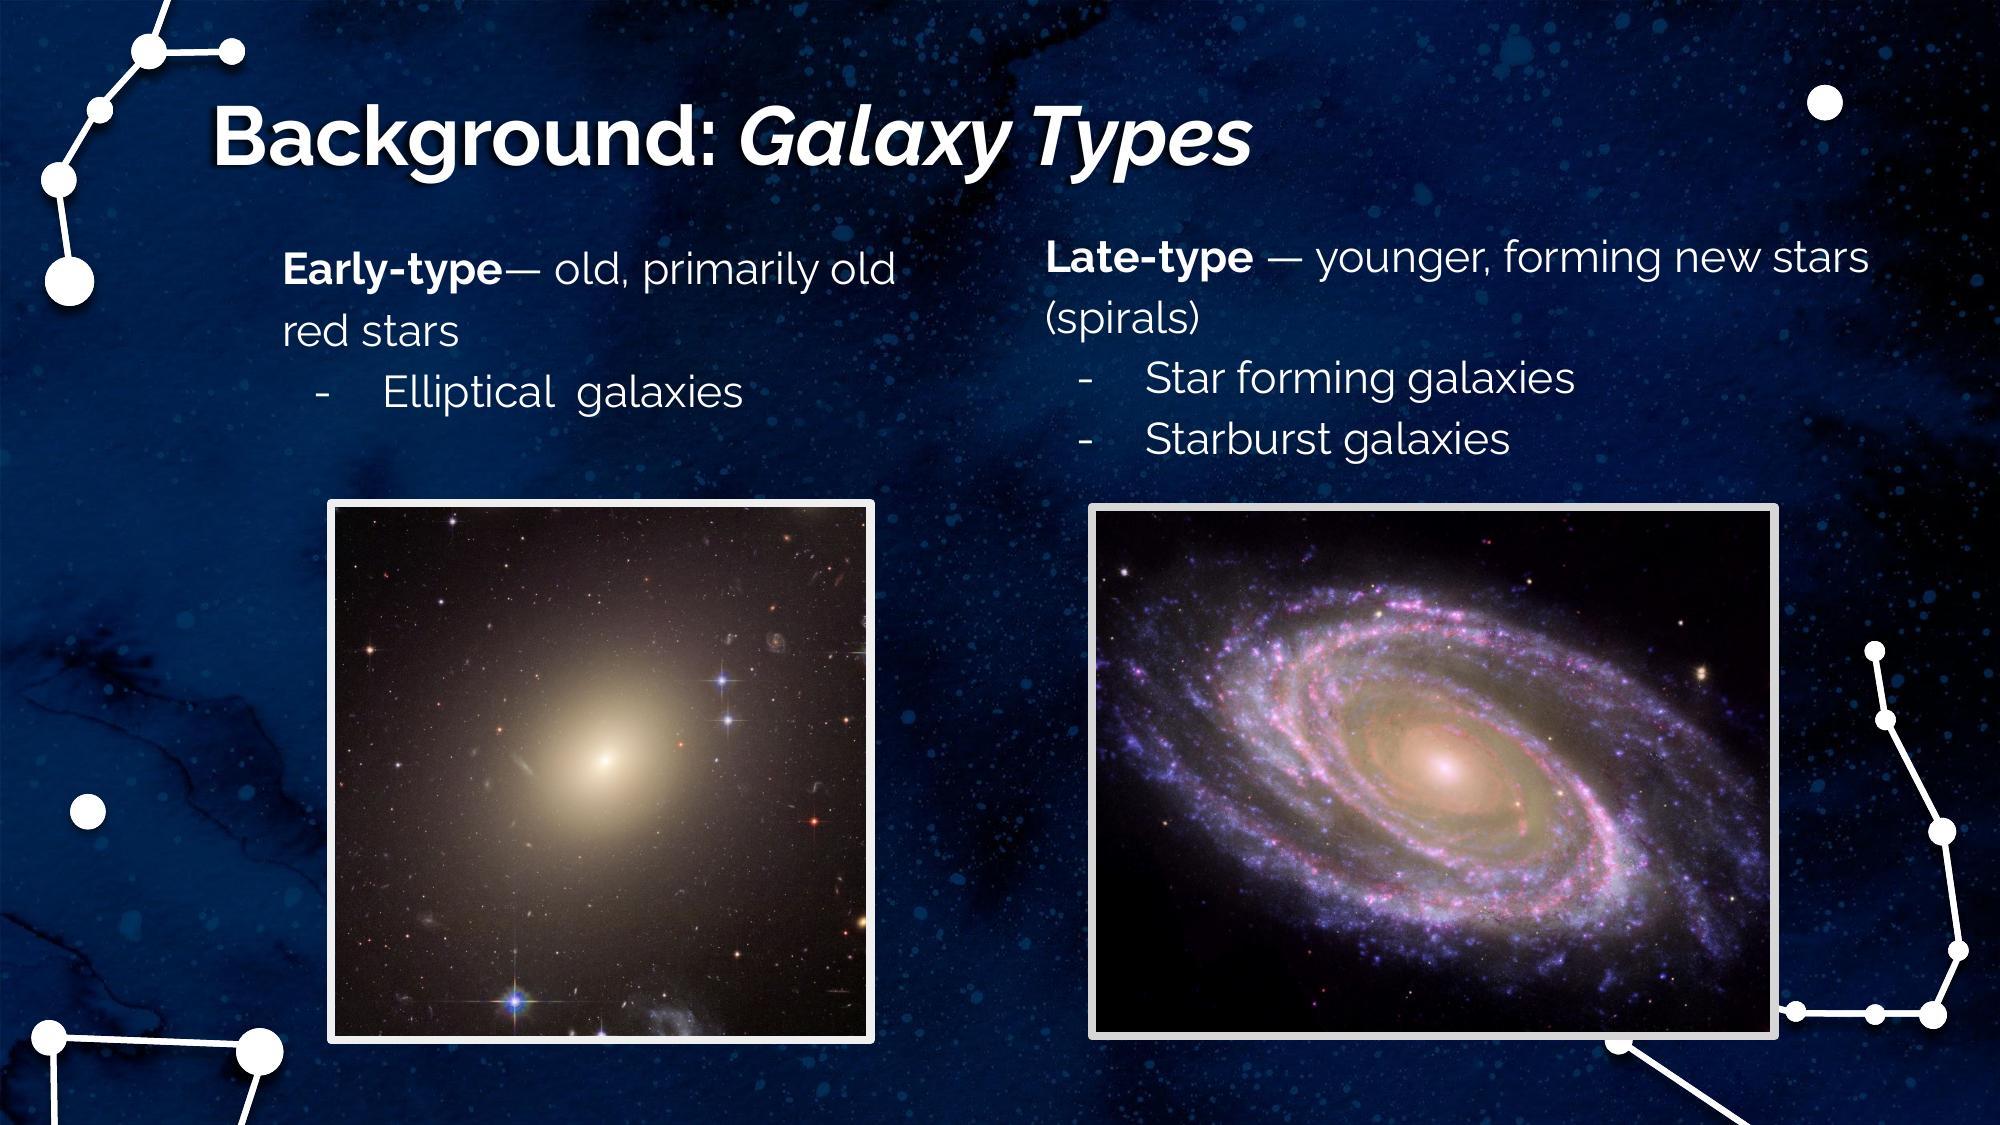 Background: Galaxy Types
Early-type— old, primarily old
red stars
- Elliptical  galaxies
Late-type — younger, forming new stars
(spirals)
- Star forming galaxies
- Starburst galaxies